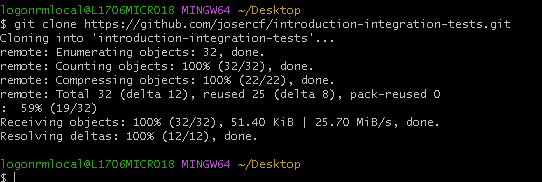 logonrmlocal@L1706MICRO18 MINGW64 ~/Desktop
$ git clone https://github.com/josercf/introduction-integration-tests.git
Cloning into 'introduction-integration-tests'...
remote: Enumerating objects: 32, done.
remote: Counting objects: 100% (32/32), done.
remote: Compressing objects: 100% (22/22), done.
remote: Total 32 (delta 12), reused 25 (delta 8), pack-reused 0
:  59% (19/32)
Receiving objects: 100% (32/32), 51.40 KiB | 25.70 MiB/s, done.
Resolving deltas: 100% (12/12), done.
logonrmlocal@L1706MICRO18 MINGW64 ~/Desktop
$